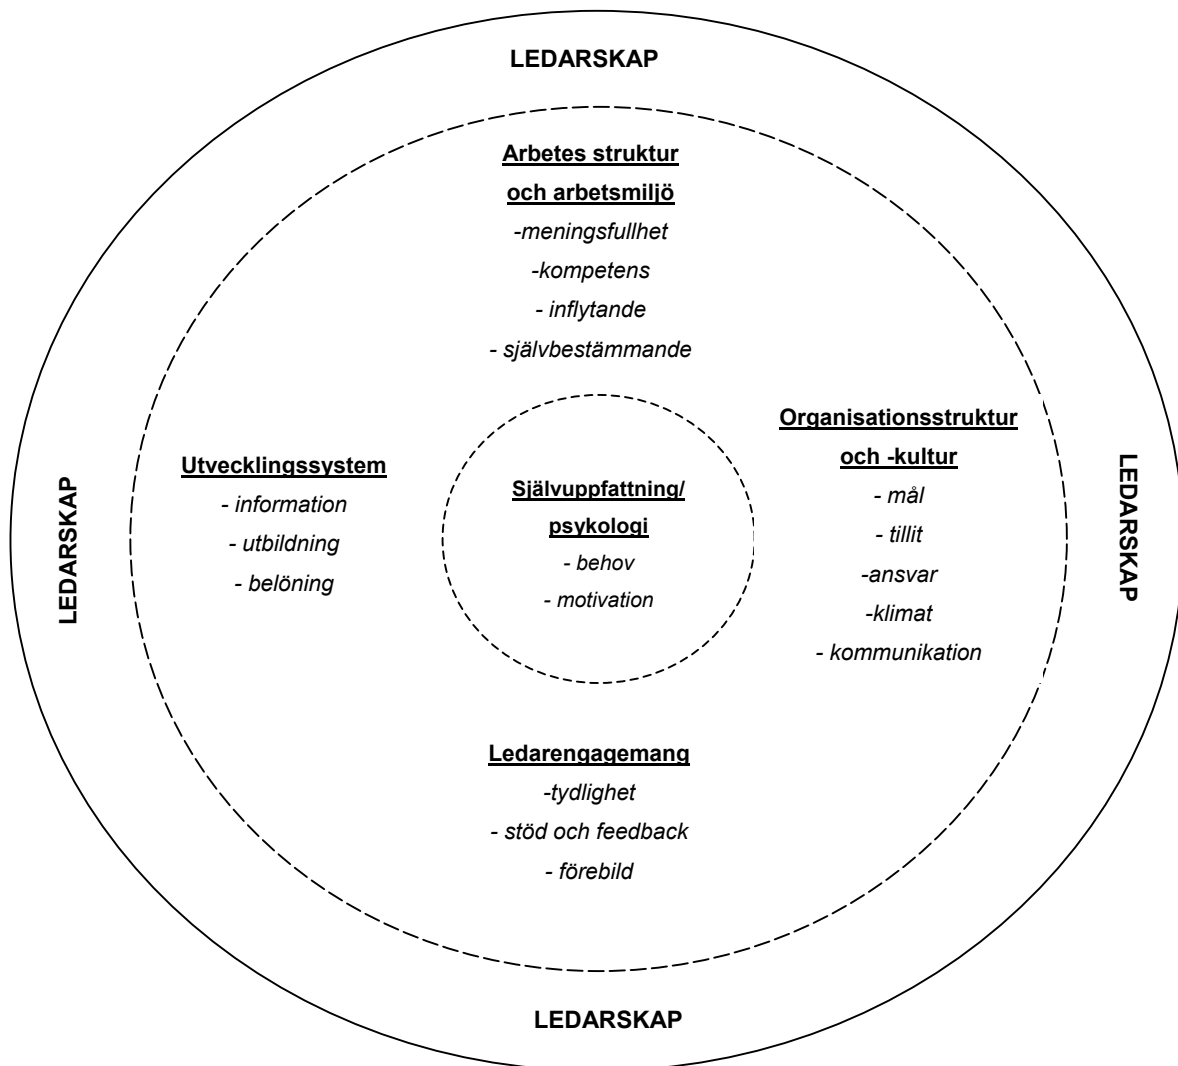 LEDARSKAP
Arbetes struktur
och arbetsmiljö
-meningsfullhet
-kompetens
- inflytande
- självbestämmande
Utvecklingssystem
- information
- utbildning
- belöning
Självuppfattning/
psykologi
- behov
- motivation
Organisationsstruktur
och -kultur
- mål
- tillit
-ansvar
-klimat
- kommunikation
LEDARSKAP
LEDARSKAP
Ledarengagemang
-tydlighet
- stöd och feedback
- förebild
LEDARSKAP